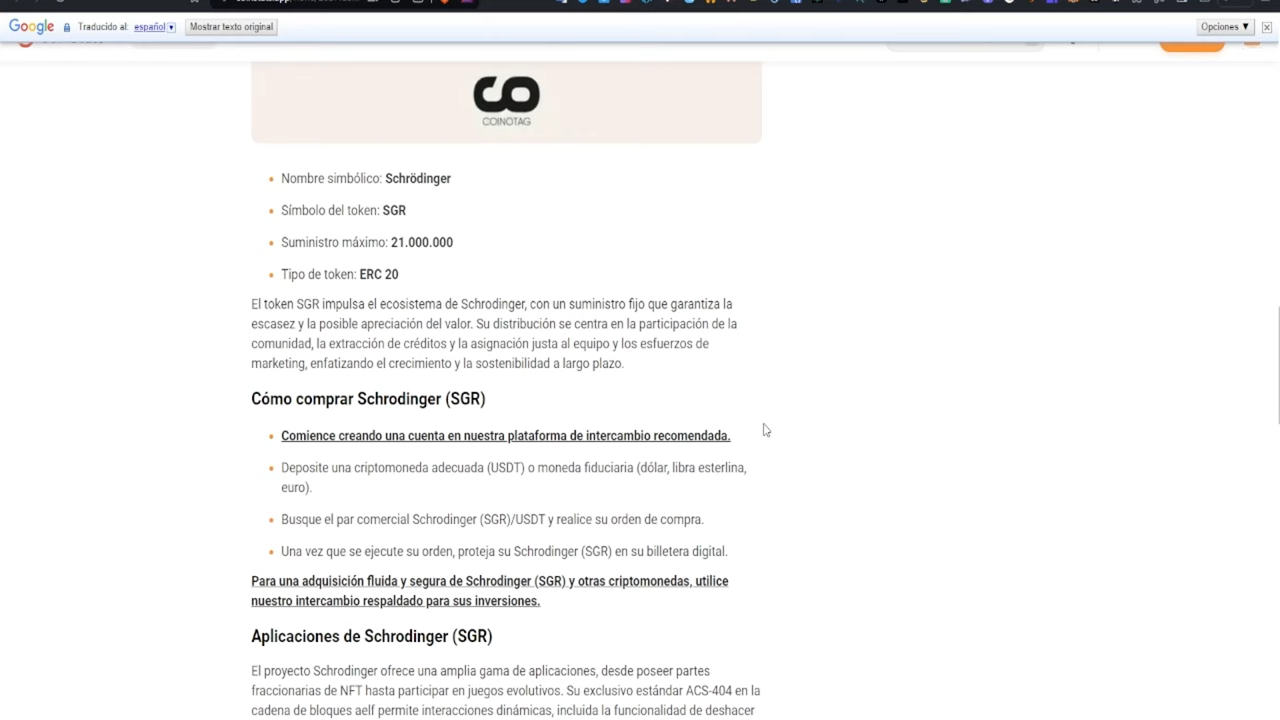 Google Traducido al: español Mostrar texto original Opciones ▼
COINOTAG
Nombre simbólico: Schrödinger
Símbolo del token: SGR
Suministro máximo: 21.000.000
Tipo de token: ERC 20
El token SGR impulsa el ecosistema de Schrodinger, con un suministro fijo que garantiza la
escasez y la posible apreciación del valor. Su distribución se centra en la participación de la
comunidad, la extracción de créditos y la asignación justa al equipo y los esfuerzos de
marketing, enfatizando el crecimiento y la sostenibilidad a largo plazo.
Cómo comprar Schrodinger (SGR)
Comience creando una cuenta en nuestra plataforma de intercambio recomendada.
Deposite una criptomoneda adecuada (USDT) o moneda fiduciaria (dólar, libra esterlina,
euro).
Busque el par comercial Schrodinger (SGR)/USDT y realice su orden de compra.
Una vez que se ejecute su orden, proteja su Schrodinger (SGR) en su billetera digital.
Para una adquisición fluida y segura de Schrodinger (SGR) y otras criptomonedas, utilice
nuestro intercambio respaldado para sus inversiones.
Aplicaciones de Schrodinger (SGR)
El proyecto Schrodinger ofrece una amplia gama de aplicaciones, desde poseer partes
fraccionarias de NFT hasta participar en juegos evolutivos. Su exclusivo estándar ACS-404 en la
cadena de bloques aelf permite interacciones dinámicas, incluida la funcionalidad de deshacer